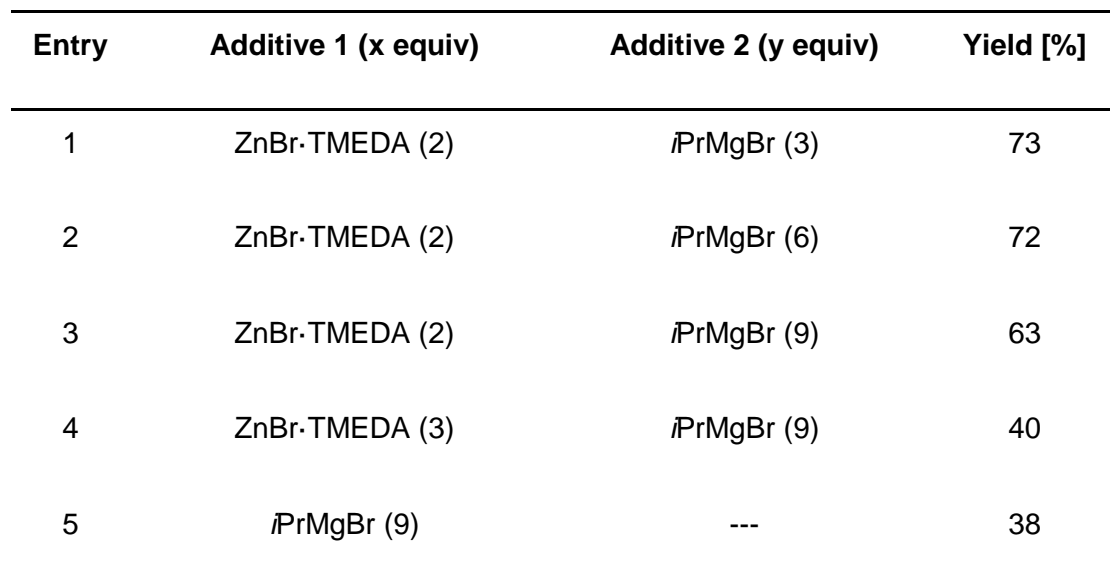 Entry Additive 1 (x equiv) Additive 2 (y equiv) Yield [%]
1 ZnBr·TMEDA (2) iPrMgBr (3) 73
2 ZnBr·TMEDA (2) iPrMgBr (6) 72
3 ZnBr·TMEDA (2) iPrMgBr (9) 63
4 ZnBr·TMEDA (3) iPrMgBr (9) 40
5 iPrMgBr (9) --- 38